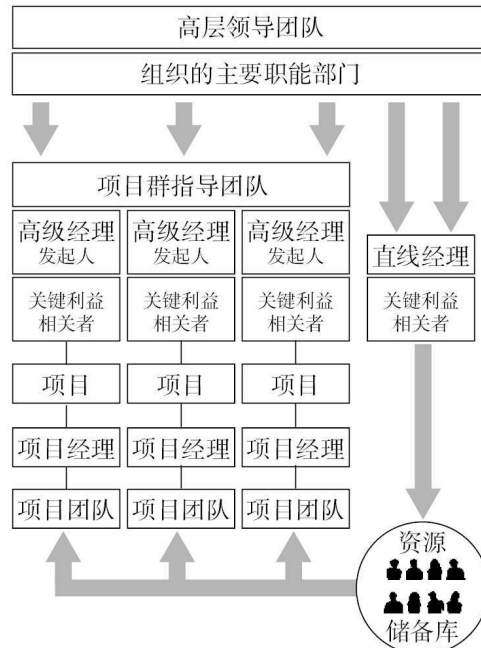 高层领导团队
组织的主要职能部门
项目群指导团队
高级经理 高级经理 高级经理
发起人 发起人 发起人
直线经理
关键利益 关键利益 关键利益 关键利益
相关者 相关者 相关者 相关者
项目 项目 项目
项目经理 项目经理 项目经理
项目团队 项目团队 项目团队
资源
储备库